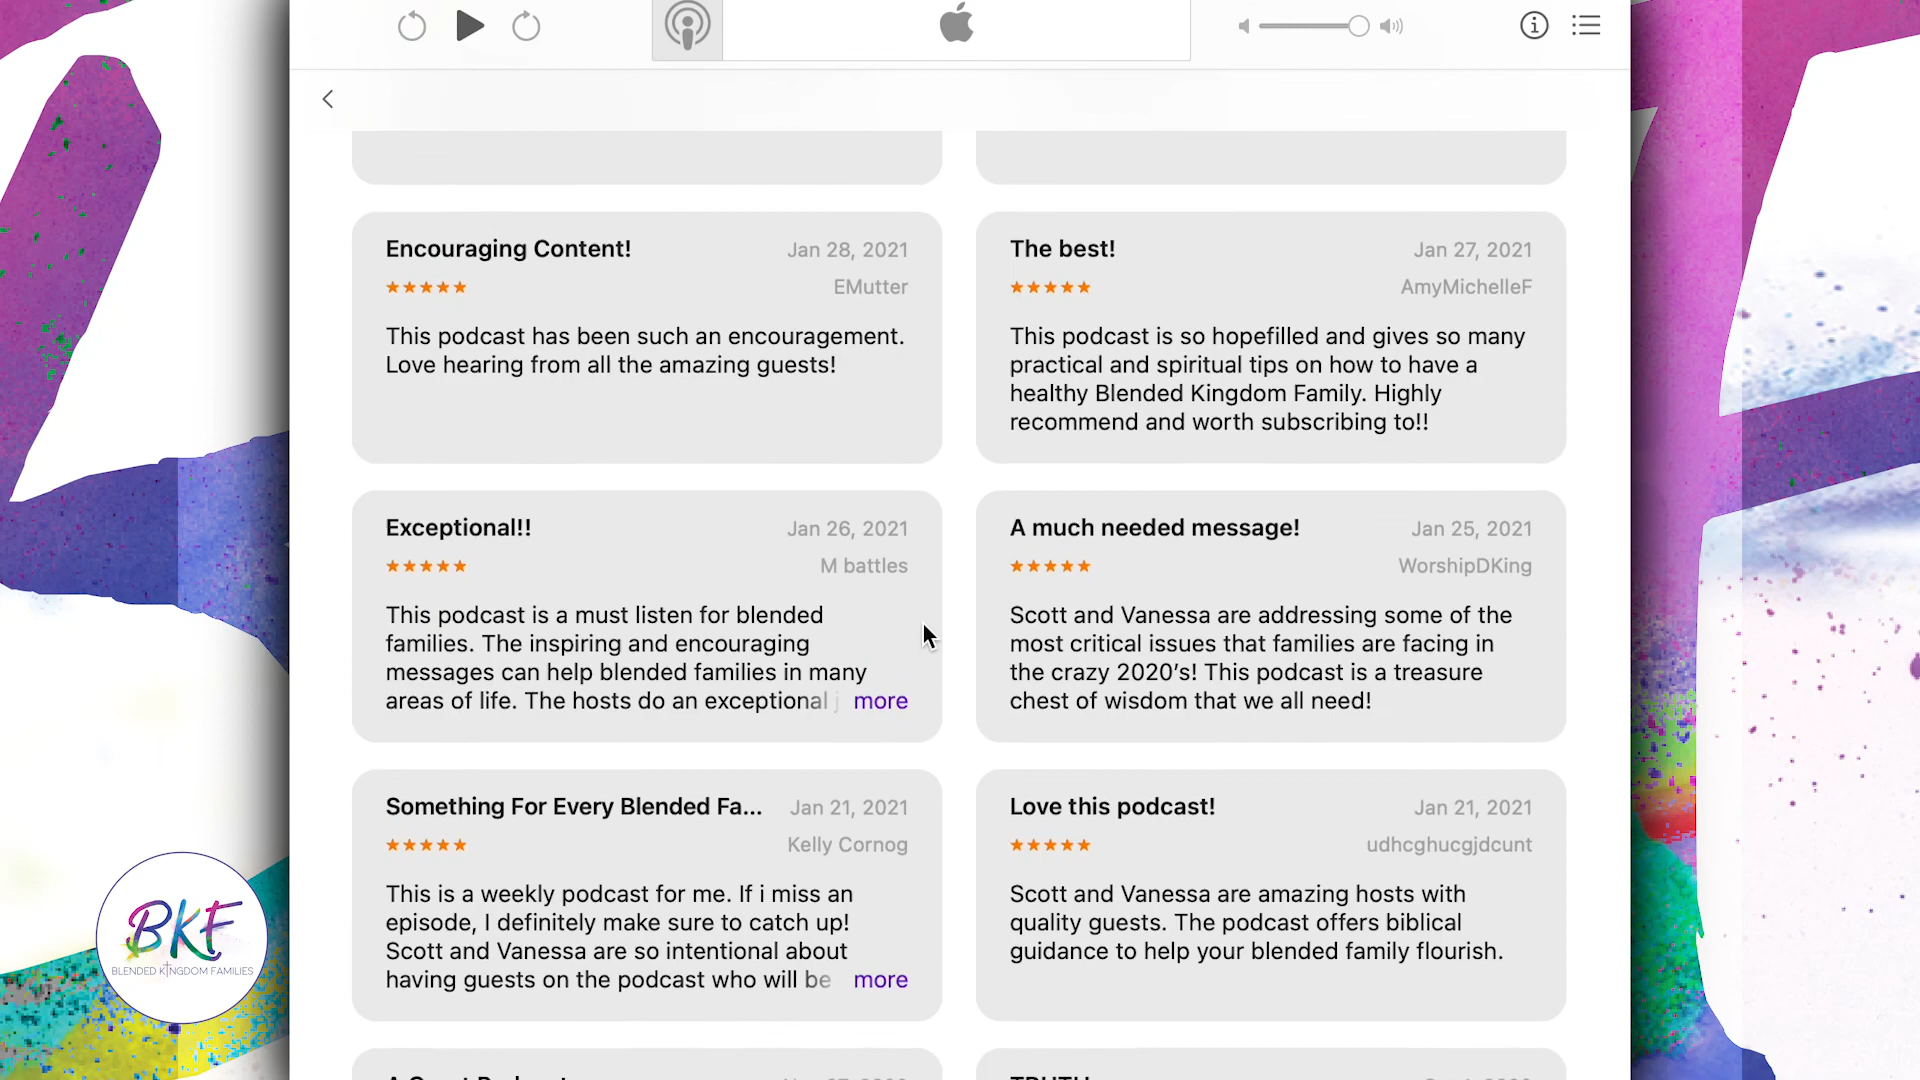 Encouraging Content!
Jan 28, 2021
EMutter
This podcast has been such an encouragement.
Love hearing from all the amazing guests!
The best!
Jan 27, 2021
AmyMichelleF
This podcast is so hopefilled and gives so many
practical and spiritual tips on how to have a
healthy Blended Kingdom Family. Highly
recommend and worth subscribing to!!
Exceptional!!
Jan 26, 2021
M battles
This podcast is a must listen for blended
families. The inspiring and encouraging
messages can help blended families in many
areas of life. The hosts do an exceptional j more
A much needed message!
Jan 25, 2021
WorshipDKing
Scott and Vanessa are addressing some of the
most critical issues that families are facing in
the crazy 2020's! This podcast is a treasure
chest of wisdom that we all need!
Something For Every Blended Fa...
Jan 21, 2021
Kelly Cornog
This is a weekly podcast for me. If i miss an
episode, I definitely make sure to catch up!
Scott and Vanessa are so intentional about
having guests on the podcast who will be more
Love this podcast!
Jan 21, 2021
udhcghucgjdcunt
Scott and Vanessa are amazing hosts with
quality guests. The podcast offers biblical
guidance to help your blended family flourish.
BKF
BLENDED KINGDOM FAMILIES